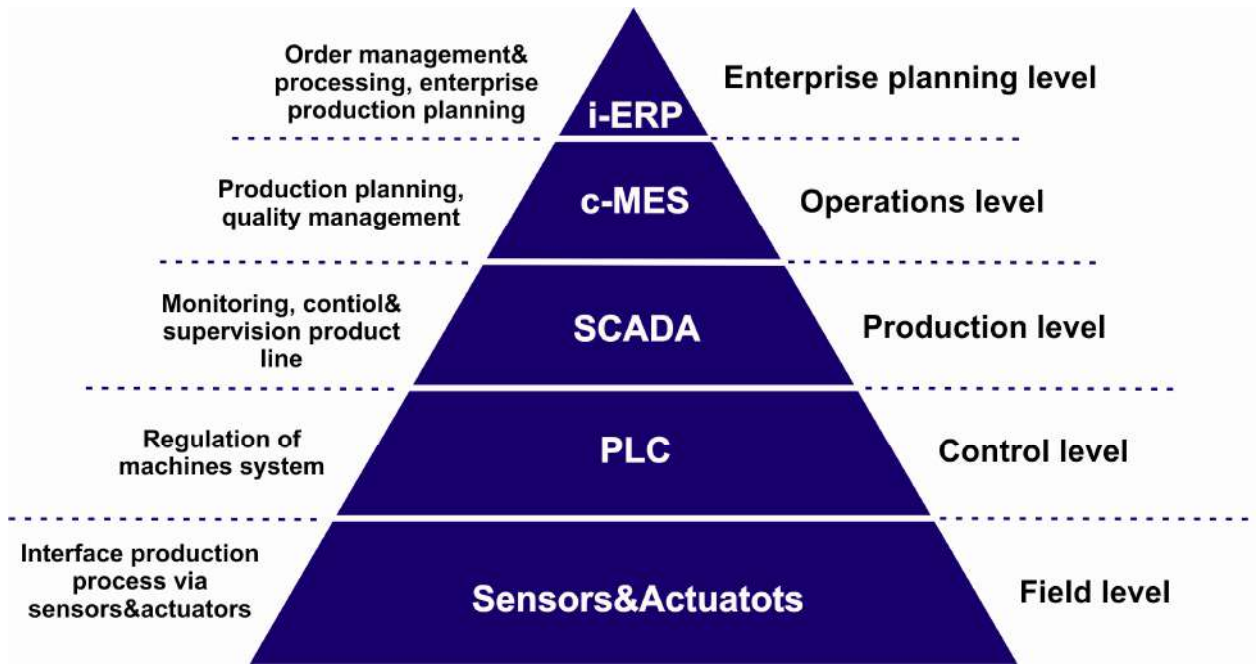 Order management&
processing, enterprise
production planning
i-ERP
Enterprise planning level
Production planning,
quality management
c-MES
Operations level
Monitoring, contiol&
supervision product
line
SCADA
Production level
Regulation of
machines system
PLC
Control level
Interface production
process via
sensors&actuators
Sensors&Actuatots
Field level